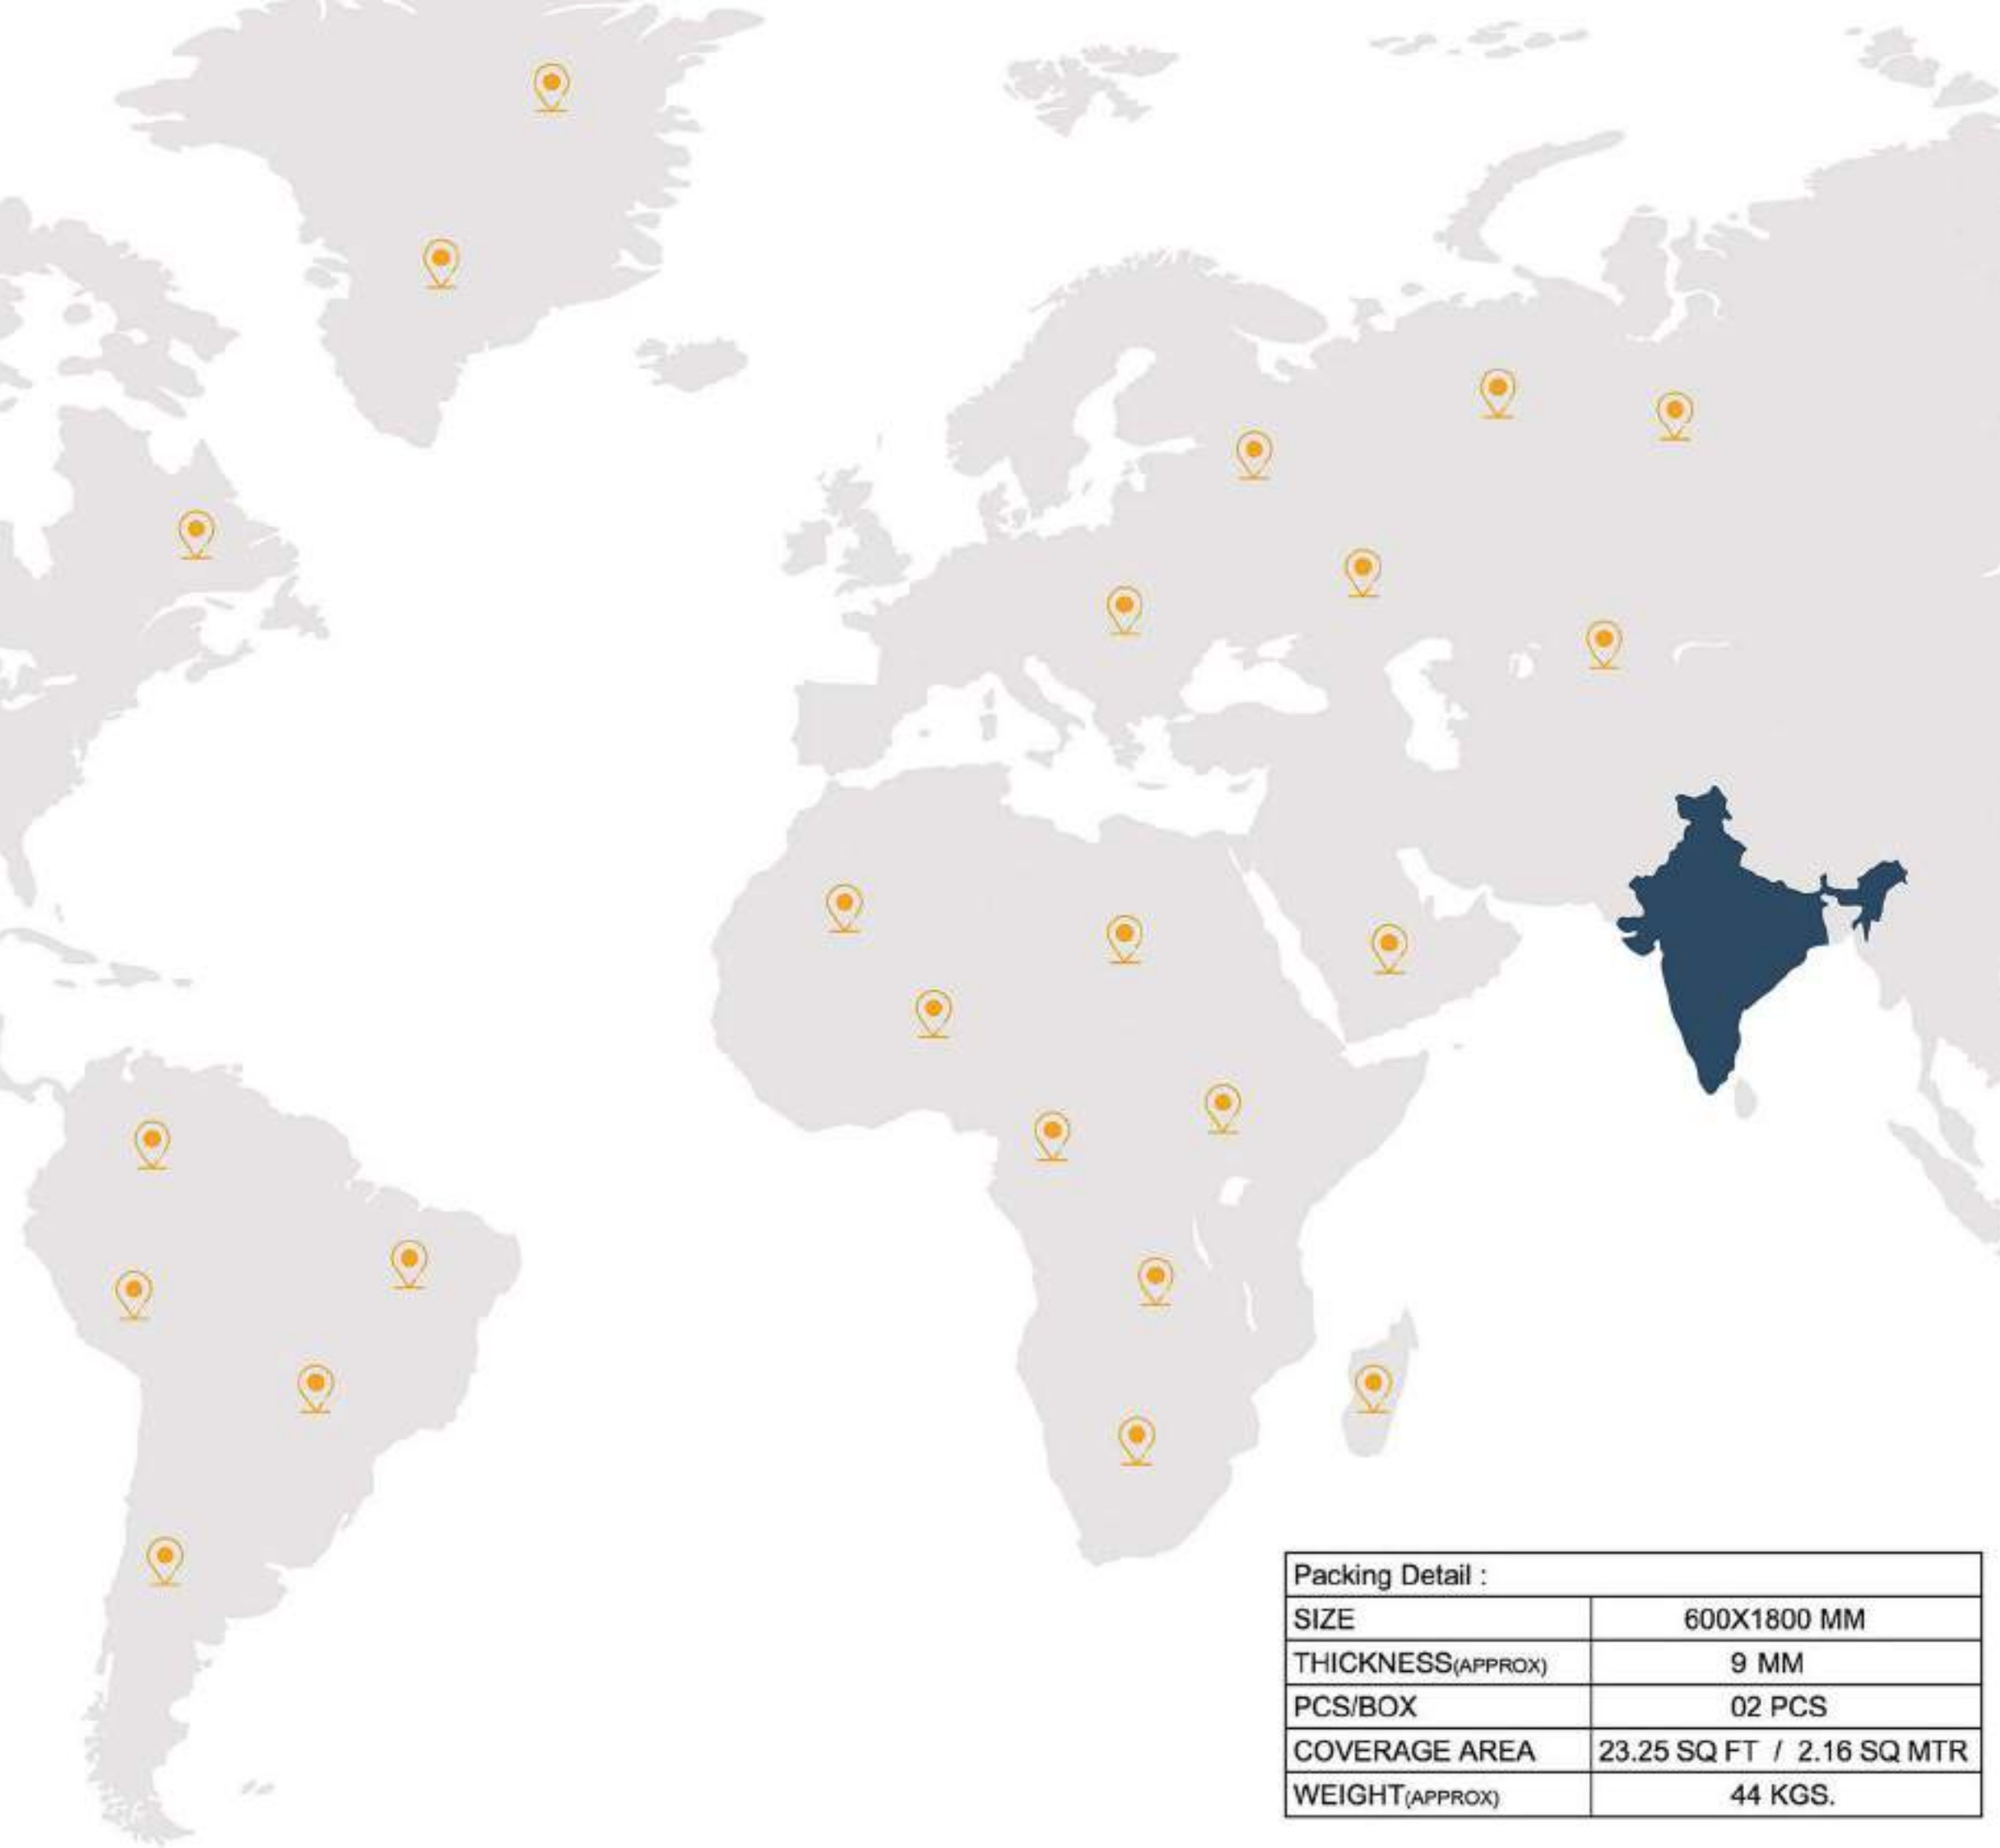 Packing Detail :
SIZE 600X1800 MM
THICKNESS(APPROX) 9 MM
PCS/BOX 02 PCS
COVERAGE AREA 23.25 SQ FT / 2.16 SQ MTR
WEIGHT(APPROX) 44 KGS.